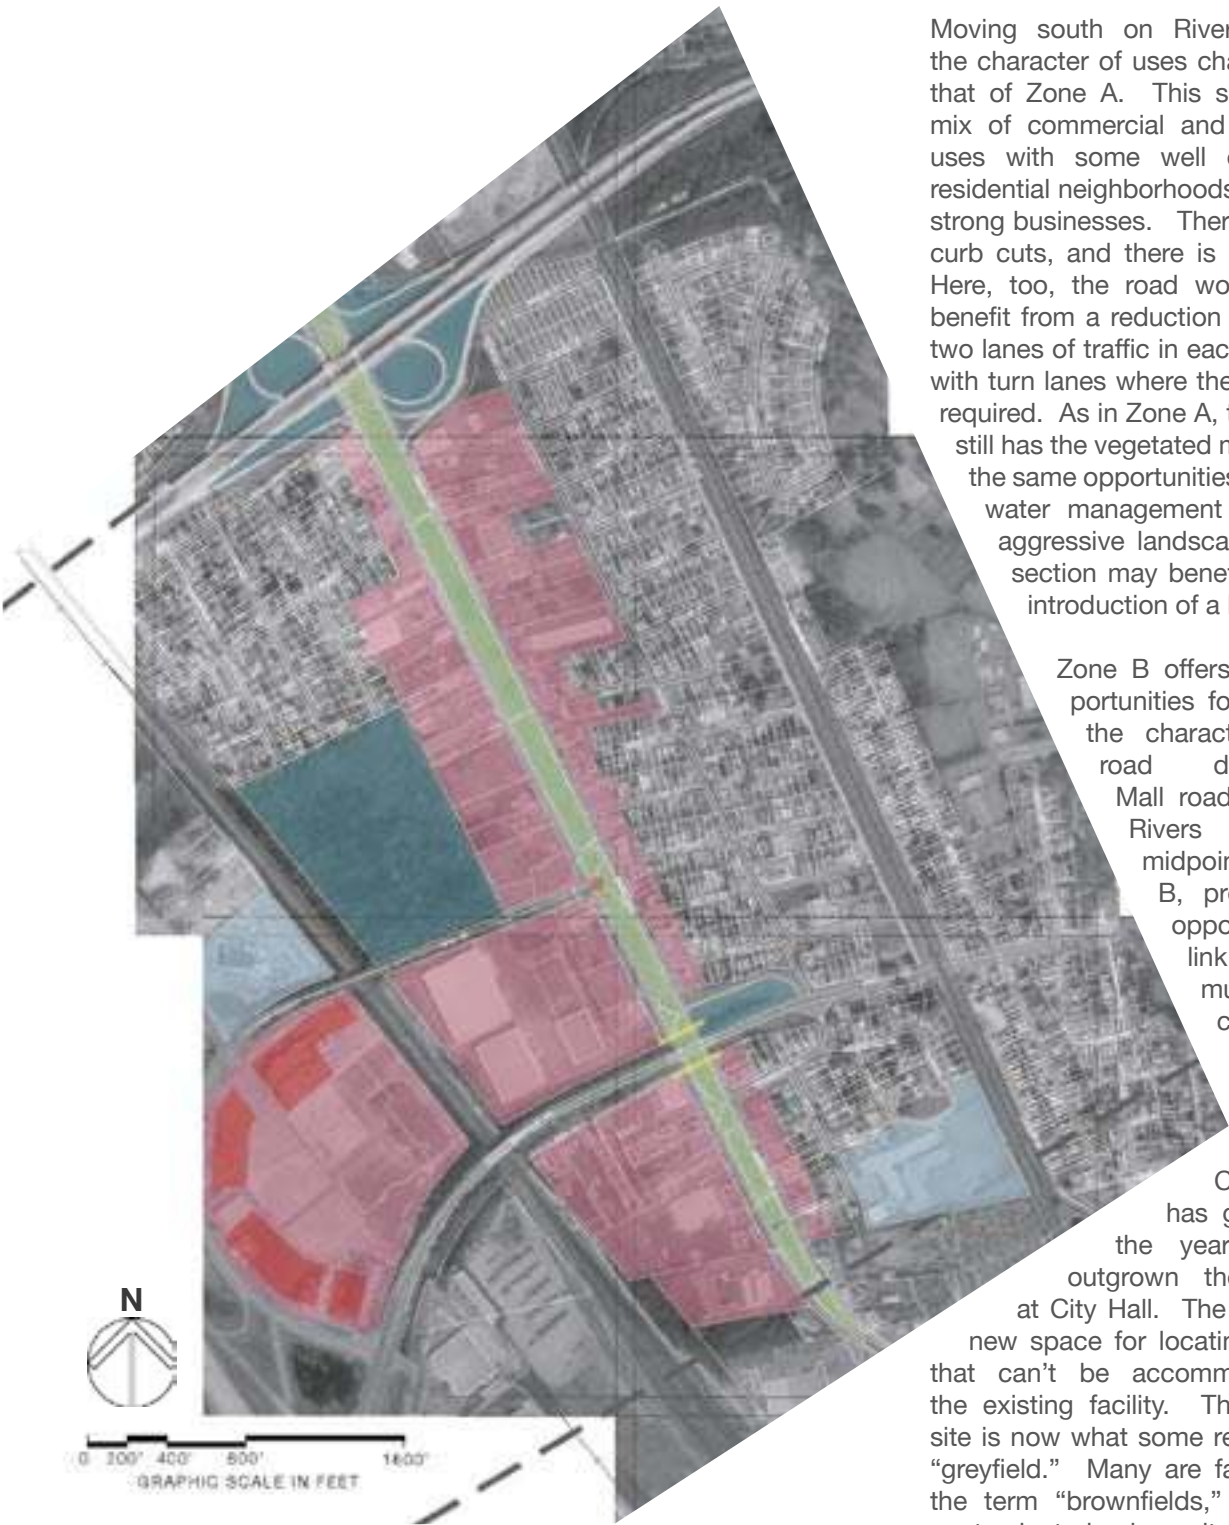 Moving south on River
the character of uses cha
that of Zone A. This s
mix of commercial and
uses with some well
residential neighborhoods
strong businesses. Ther
curb cuts, and there is
Here, too, the road wo
benefit from a reduction
two lanes of traffic in eac
with turn lanes where the
required. As in Zone A, t
still has the vegetated m
the same opportunities
water management
aggressive landsca
section may bene
introduction of a
Zone B offers
portunities fo
the charact
road d
Mall road
Rivers
midpoin
B, pr
oppo
link
mu
c
C
has g
the year
outgrown th
at City Hall. The
new space for locatin
that can't be accomm
the existing facility. Th
site is now what some re
"greyfield." Many are fa
the term "brownfields,"
N
0 200' 400' 800' 1600'
GRAPHIC SCALE IN FEET